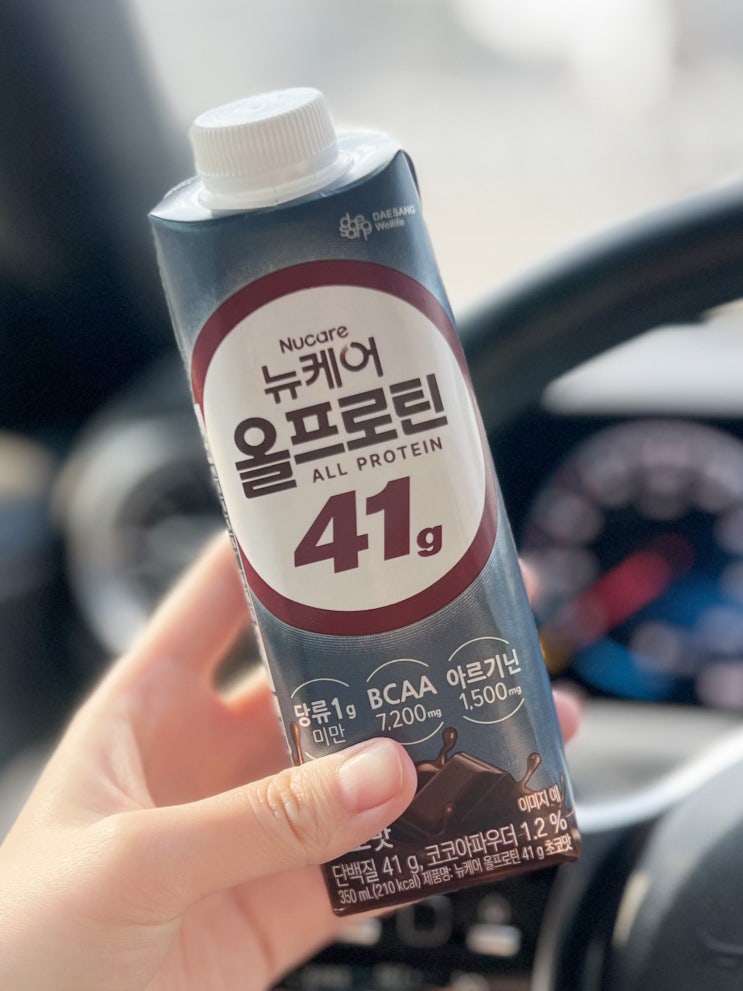 DAESANG
Wellife
Nucare
뉴케어
올프로틴
ALL PROTEIN
41g
당류 1g
미만
BCAA
7,200mg
아르기닌
1,500mg
이미지 예
단백질 41 g, 코코아파우더 1.2 %
350 mL(210 kcal) 제품명: 뉴케어 올프로틴 41 g 초코맛